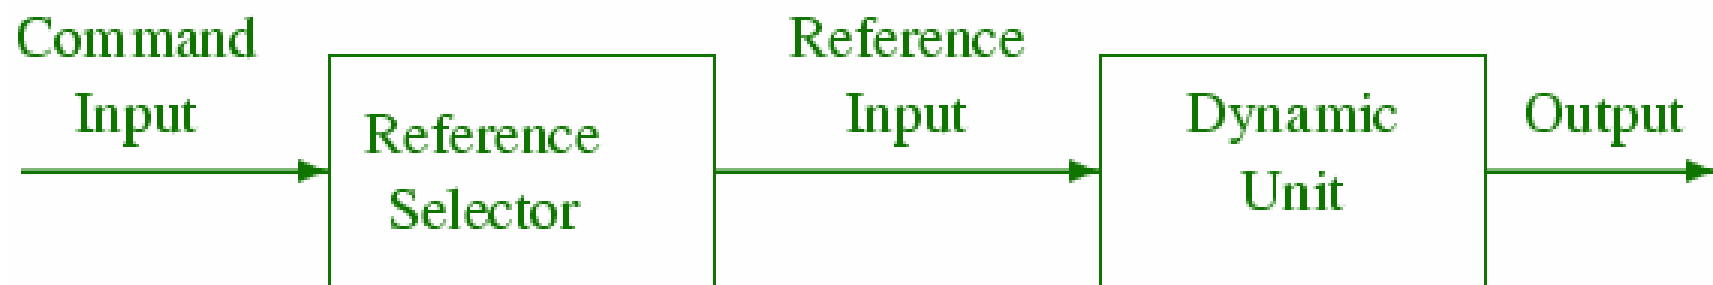 Command
Input
Reference
Selector
Reference
Input
Dynamic
Unit
Output